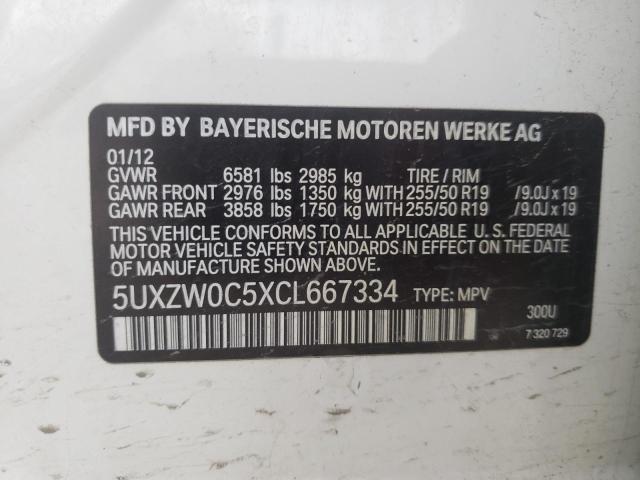 MFD BY BAYERISCHE MOTOREN WERKE AG
01/12
GVWR 6581 lbs 2985 kg TIRE / RIM
GAWR FRONT 2976 lbs 1350 kg WITH 255/50 R19 /9.0J x 19
GAWR REAR 3858 lbs 1750 kg WITH 255/50 R19 /9.0J x 19
THIS VEHICLE CONFORMS TO ALL APPLICABLE U. S. FEDERAL
MOTOR VEHICLE SAFETY STANDARDS IN EFFECT ON THE DATE
OF MANUFACTURE SHOWN ABOVE.
5UXZW0C5XCL667334 TYPE: MPV
300U
7 320 729